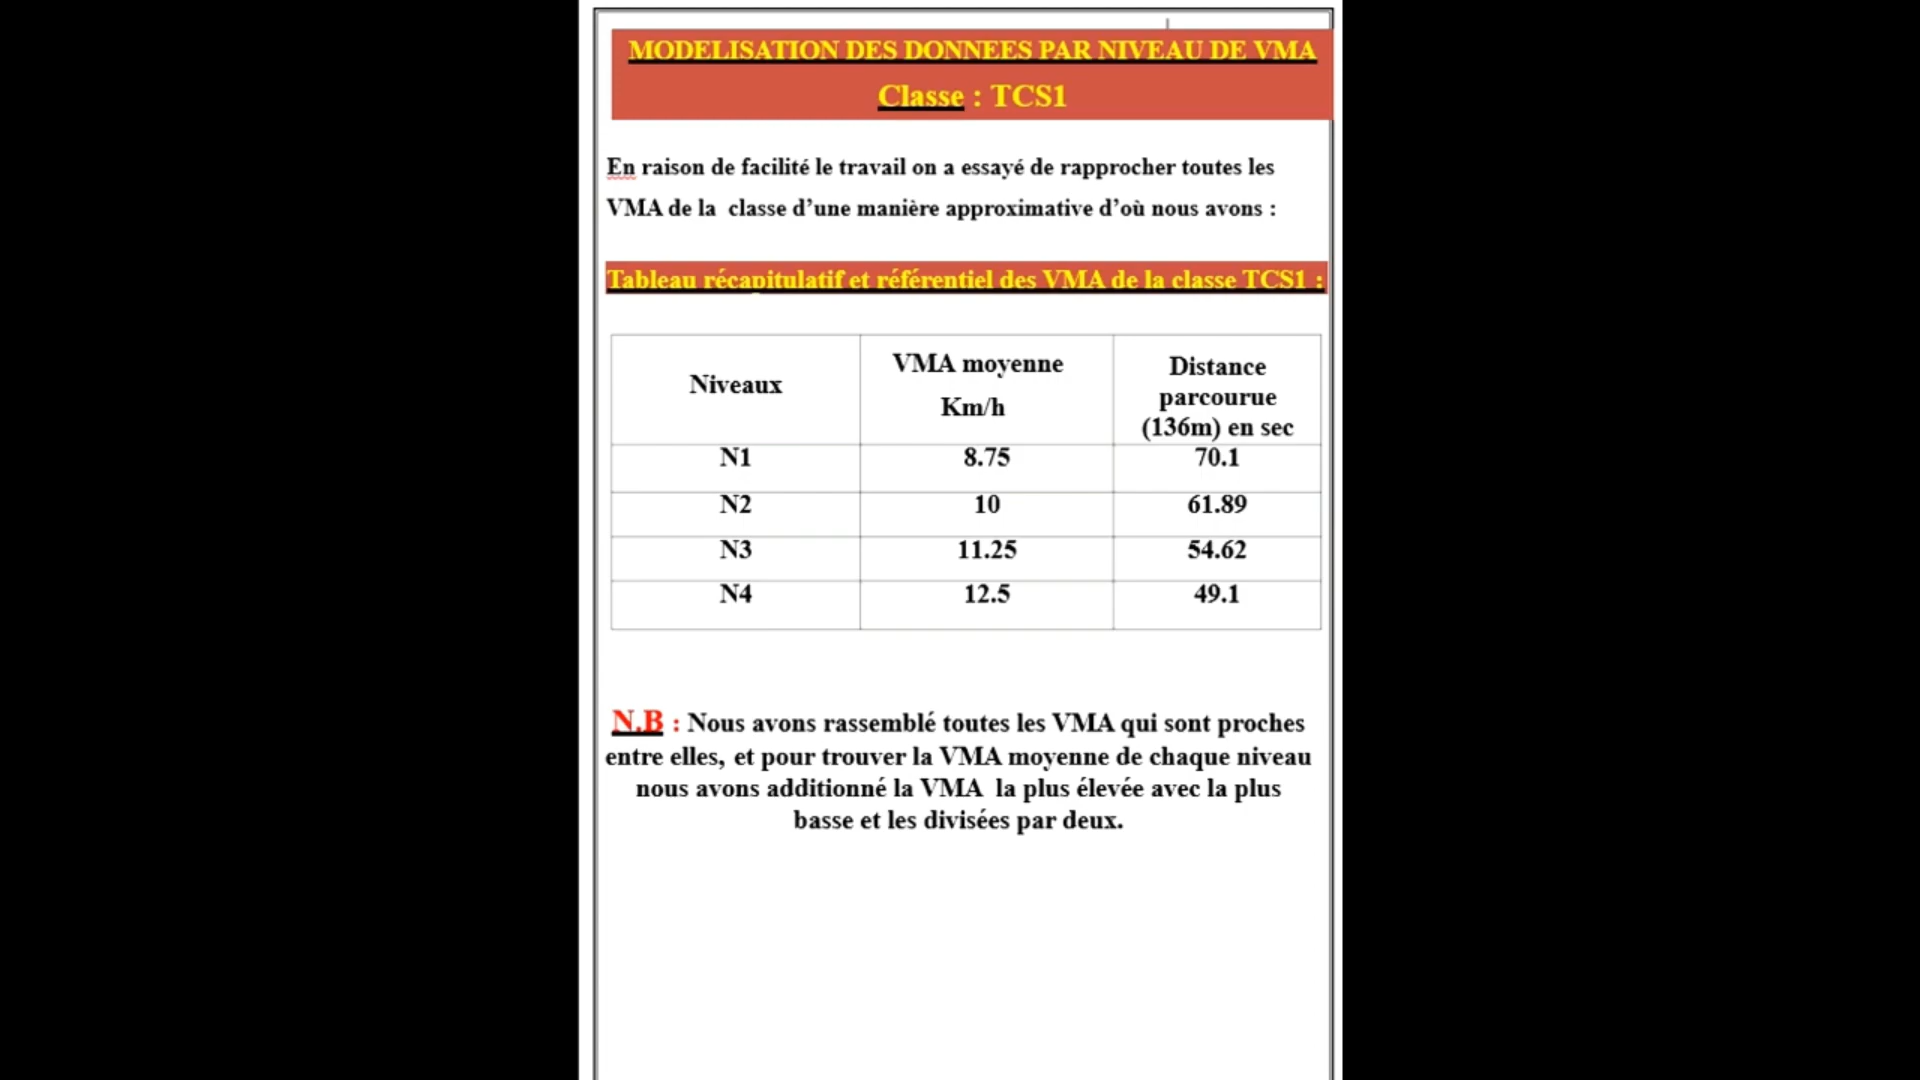 MODELISATION DES DONNEES PAR NIVEAU DE VMA
Classe : TCS1
En raison de facilité le travail on a essayé de rapprocher toutes les
VMA de la classe d’une manière approximative d’où nous avons :
Tableau récapitulatif et référentiel des VMA de la classe TCS1 :
Niveaux
VMA moyenne
Km/h
Distance
parcourue
(136m) en sec
N1 8.75 70.1
N2 10 61.89
N3 11.25 54.62
N4 12.5 49.1
N.B : Nous avons rassemblé toutes les VMA qui sont proches
entre elles, et pour trouver la VMA moyenne de chaque niveau
nous avons additionné la VMA la plus élevée avec la plus
basse et les divisées par deux.